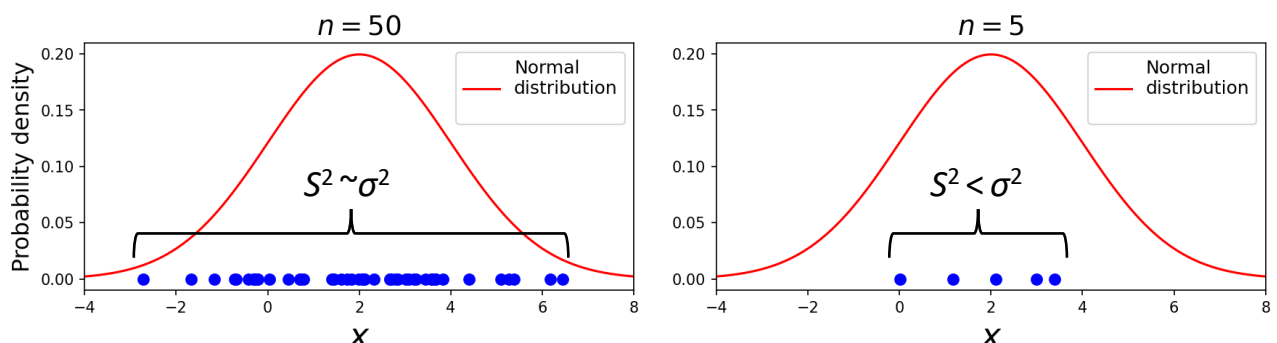 n = 50
Probability density
0.20
0.15
0.10
0.05
0.00
Normal
distribution
S² ~ σ²
−4
−2
0
2
4
6
8
x
n = 5
0.20
0.15
0.10
0.05
0.00
Normal
distribution
S² < σ²
−4
−2
0
2
4
6
8
x